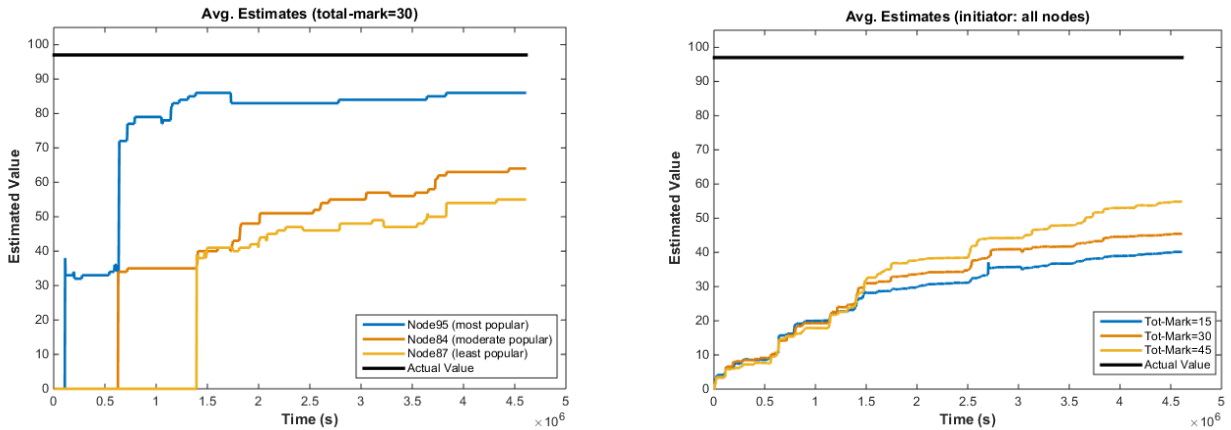 Avg. Estimates (total-mark=30)
Estimated Value
100
90
80
70
60
50
40
30
20
10
0
0 0.5 1 1.5 2 2.5 3 3.5 4 4.5 5
Time (s)
× 10^6
Node95 (most popular)
Node84 (moderate popular)
Node87 (least popular)
Actual Value
Avg. Estimates (initiator: all nodes)
Estimated Value
100
90
80
70
60
50
40
30
20
10
0
0 0.5 1 1.5 2 2.5 3 3.5 4 4.5 5
Time (s)
× 10^6
Tot-Mark=15
Tot-Mark=30
Tot-Mark=45
Actual Value